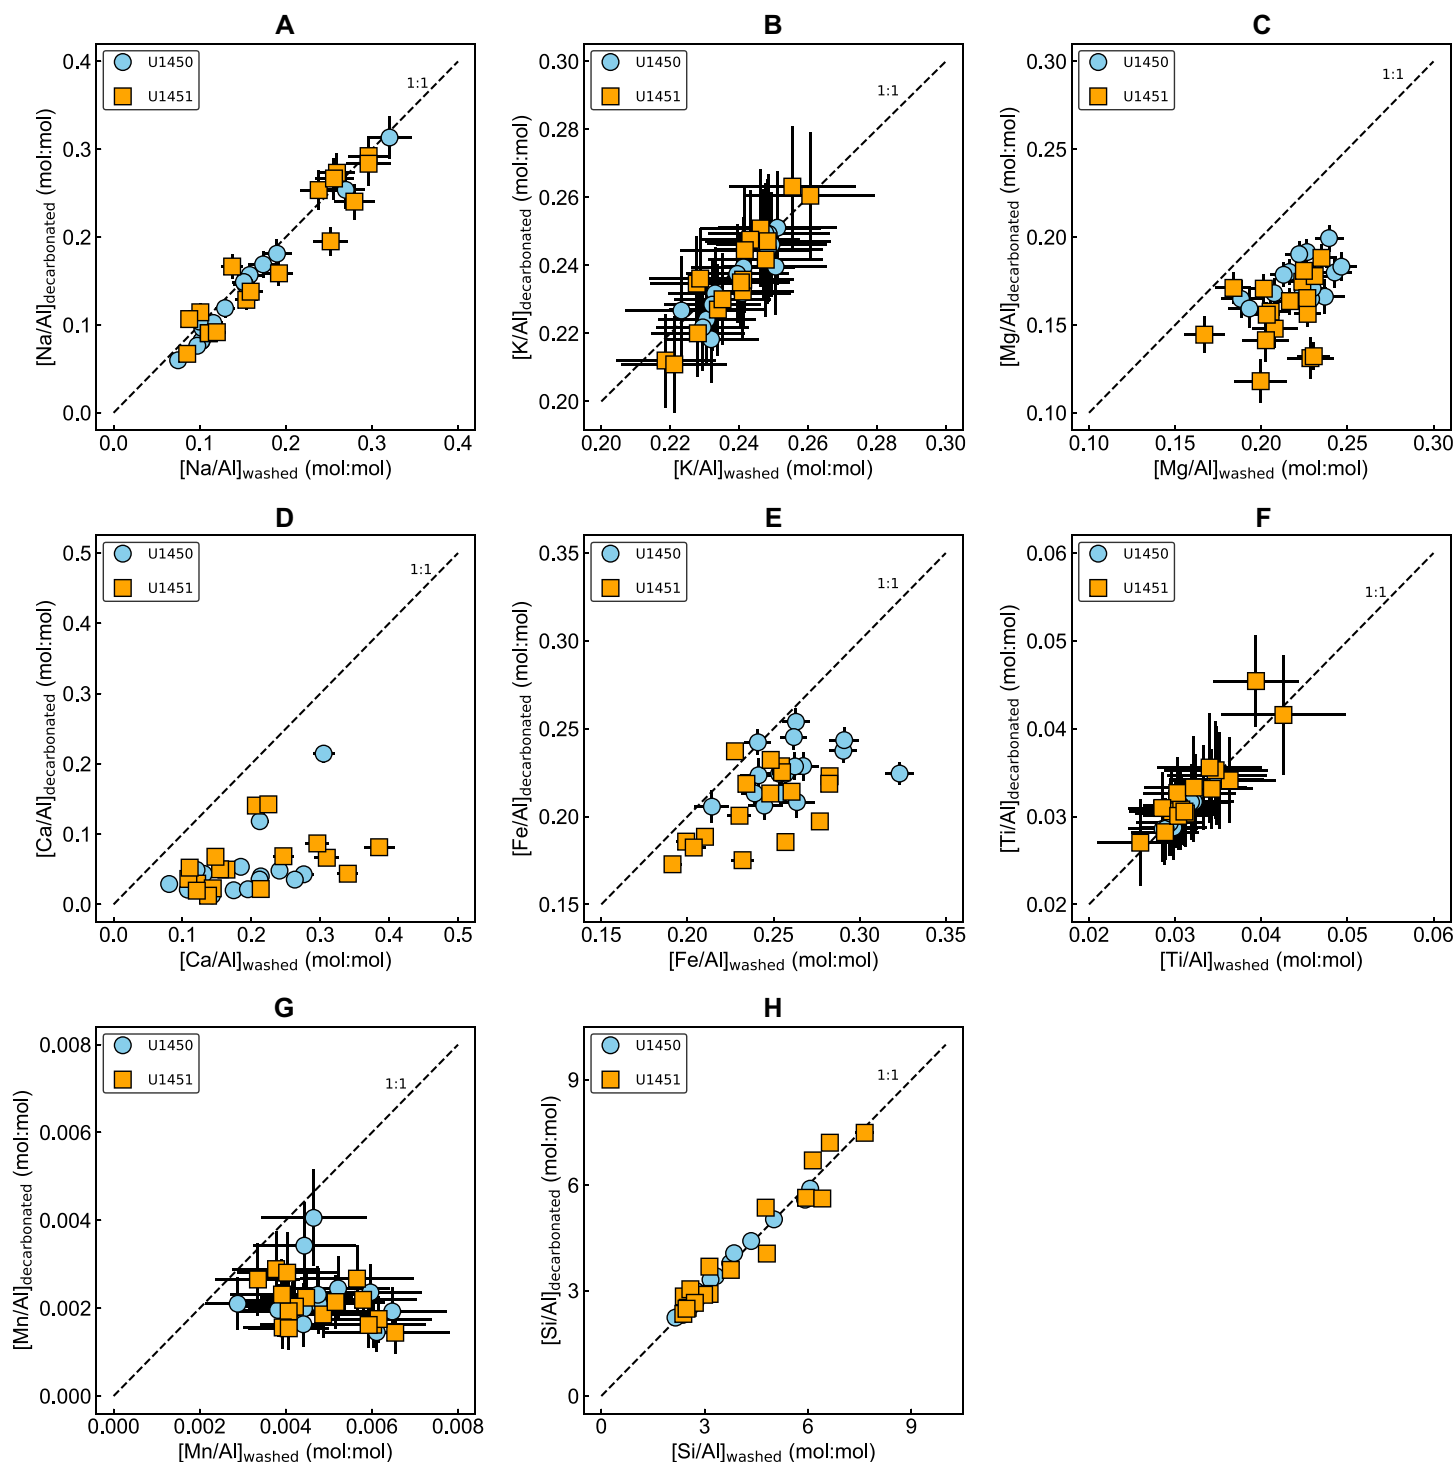 A
U1450
U1451
1:1
0.4
0.3
0.2
0.1
0.0
0.0 0.1 0.2 0.3 0.4
[Na/Al]decarbonated (mol:mol)
[Na/Al]washed (mol:mol)
B
U1450
U1451
1:1
0.30
0.28
0.26
0.24
0.22
0.20
0.20 0.22 0.24 0.26 0.28 0.30
[K/Al]decarbonated (mol:mol)
[K/Al]washed (mol:mol)
C
U1450
U1451
1:1
0.30
0.25
0.20
0.15
0.10
0.10 0.15 0.20 0.25 0.30
[Mg/Al]decarbonated (mol:mol)
[Mg/Al]washed (mol:mol)
D
U1450
U1451
1:1
0.5
0.4
0.3
0.2
0.1
0.0
0.0 0.1 0.2 0.3 0.4 0.5
[Ca/Al]decarbonated (mol:mol)
[Ca/Al]washed (mol:mol)
E
U1450
U1451
1:1
0.35
0.30
0.25
0.20
0.15
0.15 0.20 0.25 0.30 0.35
[Fe/Al]decarbonated (mol:mol)
[Fe/Al]washed (mol:mol)
F
U1450
U1451
1:1
0.06
0.05
0.04
0.03
0.02
0.02 0.03 0.04 0.05 0.06
[Ti/Al]decarbonated (mol:mol)
[Ti/Al]washed (mol:mol)
G
U1450
U1451
1:1
0.008
0.006
0.004
0.002
0.000
0.000 0.002 0.004 0.006 0.008
[Mn/Al]decarbonated (mol:mol)
[Mn/Al]washed (mol:mol)
H
U1450
U1451
1:1
9
6
3
0
0 3 6 9
[Si/Al]decarbonated (mol:mol)
[Si/Al]washed (mol:mol)